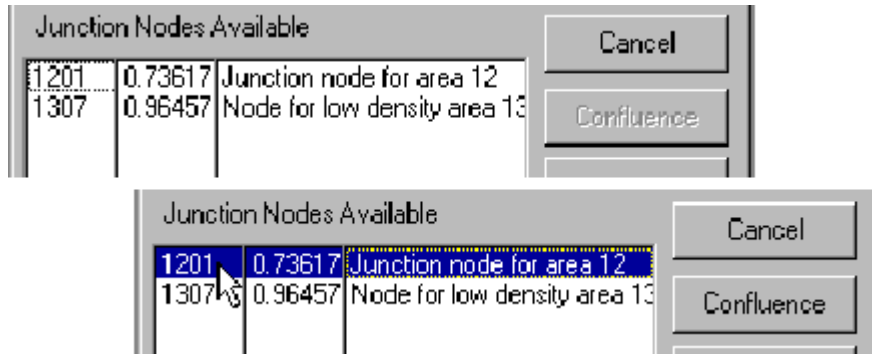 Junction Nodes Available
Cancel
1201 0.73617 Junction node for area 12
1307 0.96457 Node for low density area 13
Confluence
Junction Nodes Available
Cancel
1201 0.73617 Junction node for area 12
1307 0.96457 Node for low density area 13
Confluence